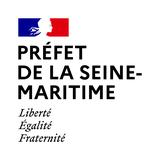 PRÉFET
DE LA SEINE-
MARITIME
Liberté
Égalité
Fraternité